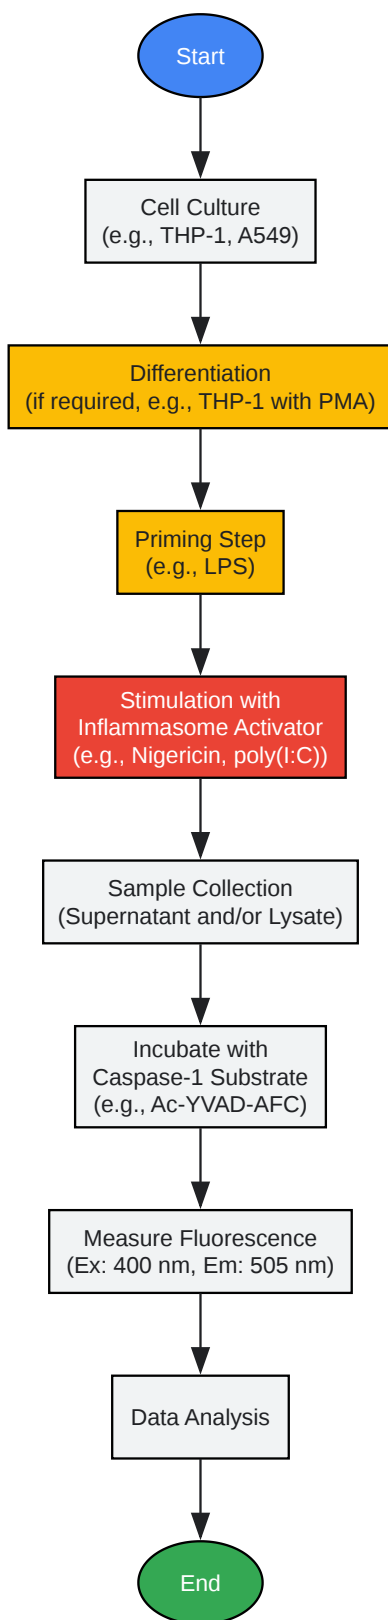 Start
Cell Culture
(e.g., THP-1, A549)
Differentiation
(if required, e.g., THP-1 with PMA)
Priming Step
(e.g., LPS)
Stimulation with
Inflammasome Activator
(e.g., Nigericin, poly(I:C))
Sample Collection
(Supernatant and/or Lysate)
Incubate with
Caspase-1 Substrate
(e.g., Ac-YVAD-AFC)
Measure Fluorescence
(Ex: 400 nm, Em: 505 nm)
Data Analysis
End